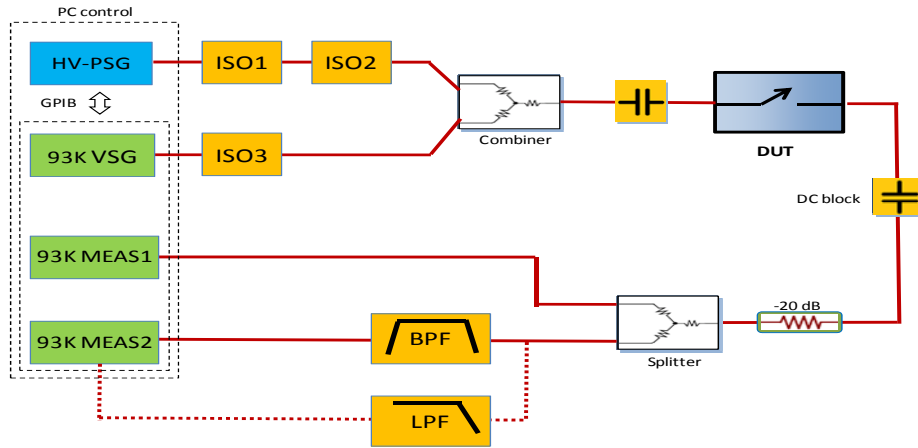 PC control
HV-PSG
ISO1
ISO2
GPIB
Combiner
DUT
93K VSG
ISO3
DC block
93K MEAS1
-20 dB
93K MEAS2
BPF
Splitter
LPF